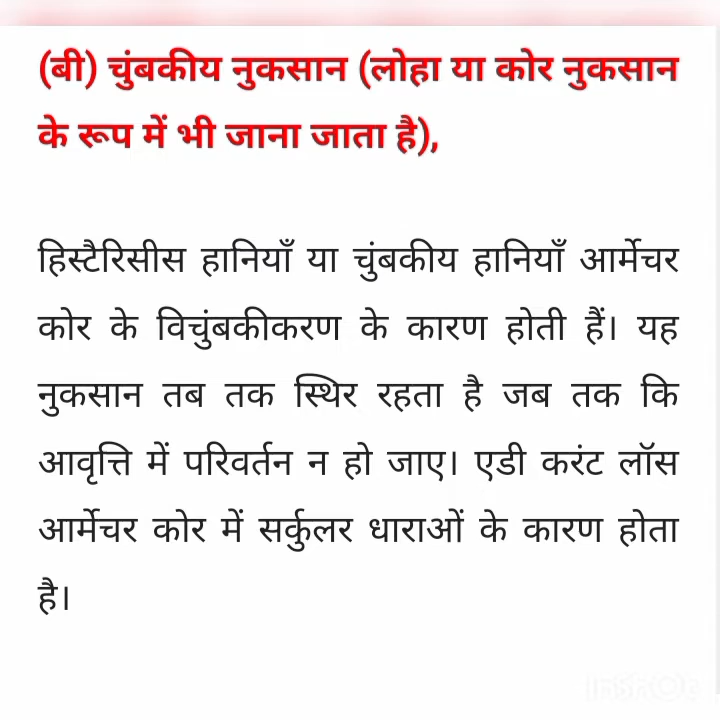 (बी) चुंबकीय नुकसान (लोहा या कोर नुकसान
के रूप में भी जाना जाता है),
हिस्टैरिसीस हानियाँ या चुंबकीय हानियाँ आर्मेचर
कोर के विचुंबकीकरण के कारण होती हैं। यह
नुकसान तब तक स्थिर रहता है जब तक कि
आवृत्ति में परिवर्तन न हो जाए। एडी करंट लॉस
आर्मेचर कोर में सर्कुलर धाराओं के कारण होता
है।